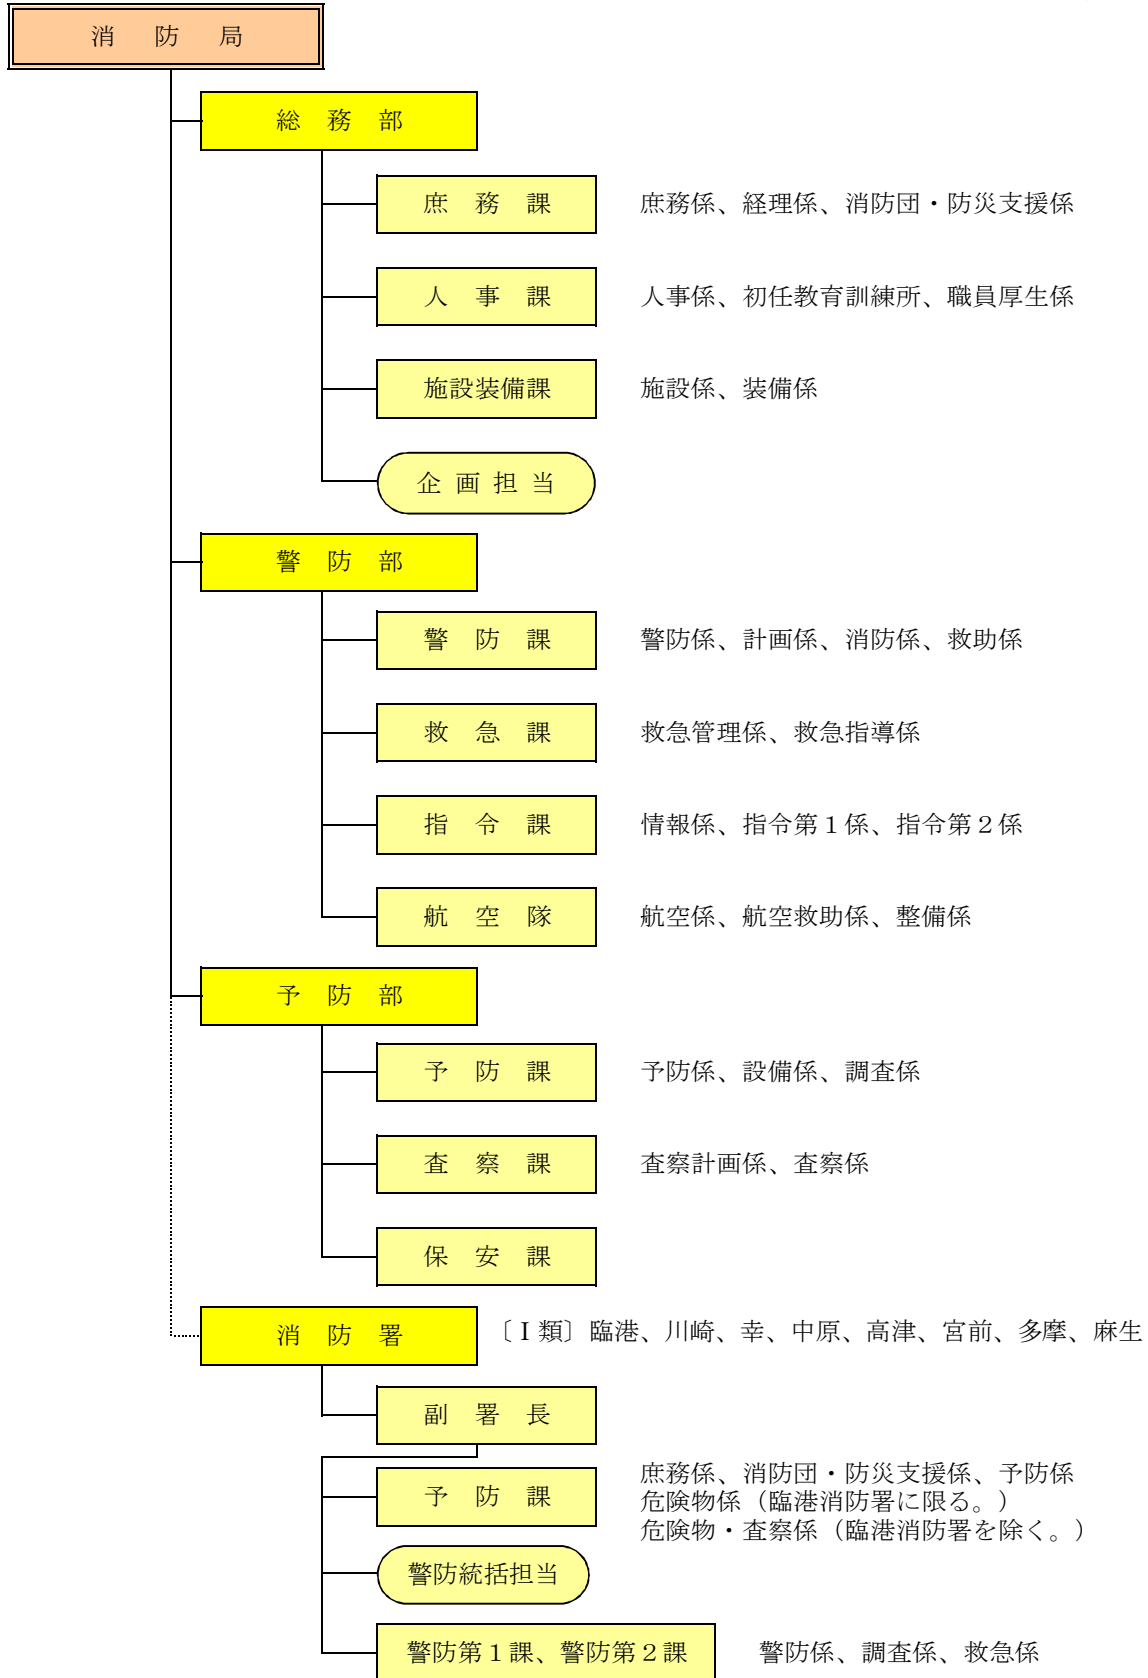 消 防 局
総 務 部
庶 務 課 庶務係、経理係、消防団・防災支援係
人 事 課 人事係、初任教育訓練所、職員厚生係
施設装備課 施設係、装備係
企 画 担 当
警 防 部
警 防 課 警防係、計画係、消防係、救助係
救 急 課 救急管理係、救急指導係
指 令 課 情報係、指令第１係、指令第２係
航 空 隊 航空係、航空救助係、整備係
予 防 部
予 防 課 予防係、設備係、調査係
査 察 課 査察計画係、査察係
保 安 課
消 防 署 〔Ⅰ類〕臨港、川崎、幸、中原、高津、宮前、多摩、麻生
副 署 長
予 防 課 庶務係、消防団・防災支援係、予防係
危険物係（臨港消防署に限る。）
危険物・査察係（臨港消防署を除く。）
警防統括担当
警防第１課、警防第２課 警防係、調査係、救急係